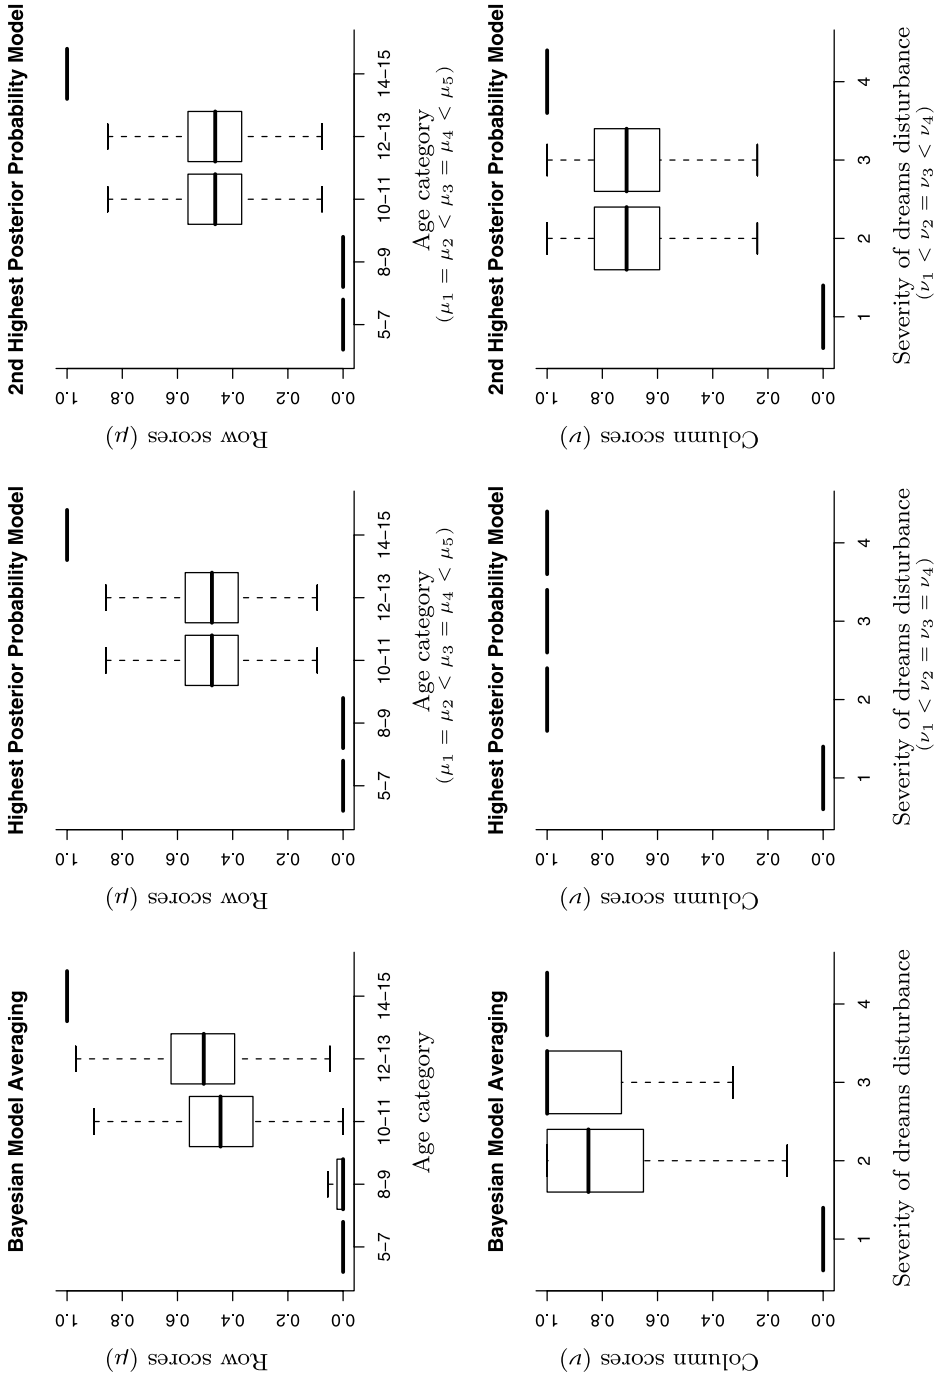 Bayesian Model Averaging
Row scores (μ)
0.0 0.2 0.4 0.6 0.8 1.0
5–7 8–9 10–11 12–13 14–15
Age category
Highest Posterior Probability Model
Row scores (μ)
0.0 0.2 0.4 0.6 0.8 1.0
5–7 8–9 10–11 12–13 14–15
Age category
(μ₁ = μ₂ < μ₃ = μ₄ < μ₅)
2nd Highest Posterior Probability Model
Row scores (μ)
0.0 0.2 0.4 0.6 0.8 1.0
5–7 8–9 10–11 12–13 14–15
Age category
(μ₁ = μ₂ < μ₃ = μ₄ < μ₅)
Bayesian Model Averaging
Column scores (ν)
0.0 0.2 0.4 0.6 0.8 1.0
1 2 3 4
Severity of dreams disturbance
Highest Posterior Probability Model
Column scores (ν)
0.0 0.2 0.4 0.6 0.8 1.0
1 2 3 4
Severity of dreams disturbance
(ν₁ < ν₂ = ν₃ = ν₄)
2nd Highest Posterior Probability Model
Column scores (ν)
0.0 0.2 0.4 0.6 0.8 1.0
1 2 3 4
Severity of dreams disturbance
(ν₁ < ν₂ = ν₃ < ν₄)